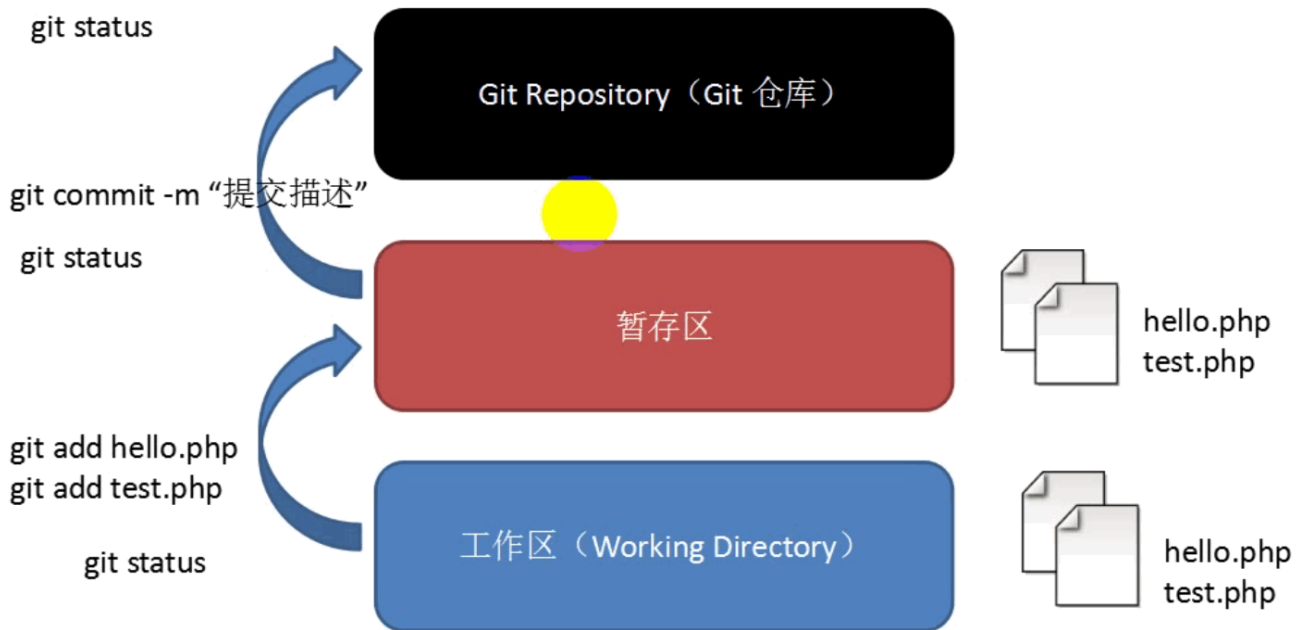 git status
Git Repository（Git 仓库）
git commit -m “提交描述”
git status
暂存区
hello.php
test.php
git add hello.php
git add test.php
git status
工作区（Working Directory）
hello.php
test.php